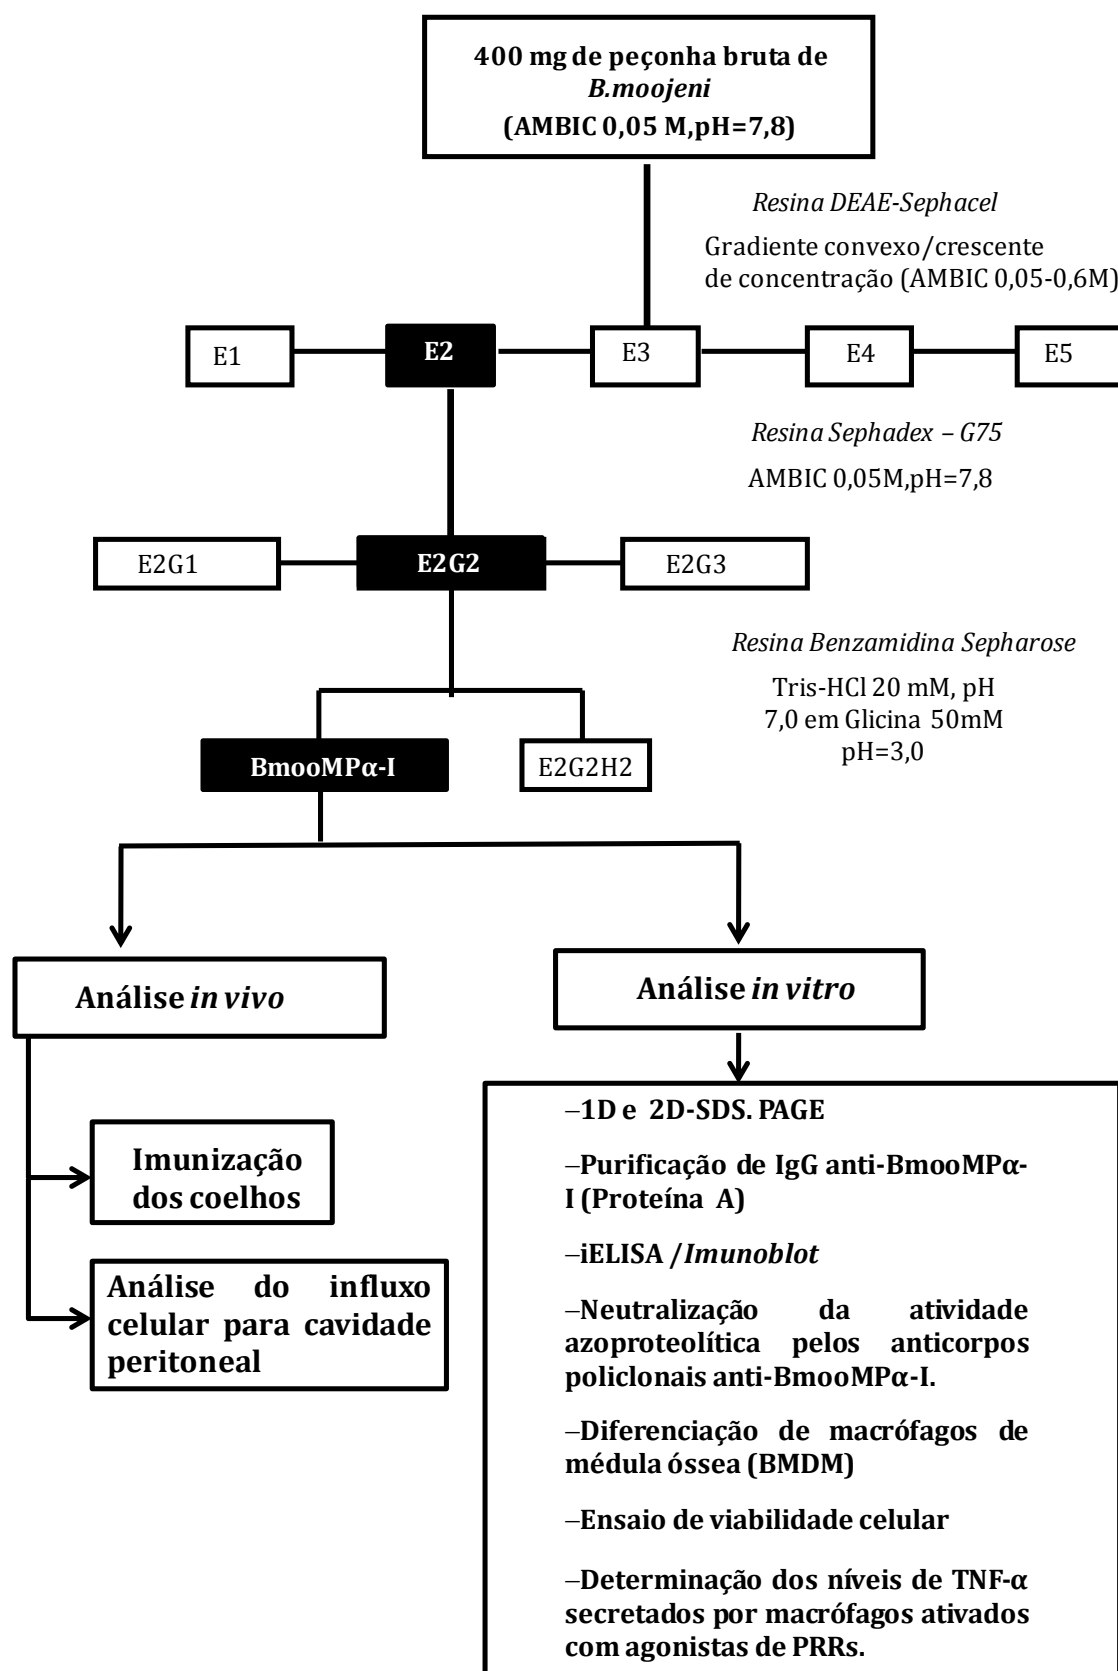 400 mg de peçonha bruta de
B.moojeni
(AMBIC 0,05 M,pH=7,8)
Resina DEAE-Sephacel
Gradiente convexo/crescente
de concentração (AMBIC 0,05-0,6M)
E1
E2
E3
E4
E5
Resina Sephadex – G75
AMBIC 0,05M,pH=7,8
E2G1
E2G2
E2G3
Resina Benzamidina Sepharose
Tris-HCl 20 mM, pH
7,0 em Glicina 50mM
pH=3,0
BmooMPα-I
E2G2H2
Análise in vivo
Análise in vitro
Imunização
dos coelhos
Análise do influxo
celular para cavidade
peritoneal
–1D e 2D-SDS. PAGE
–Purificação de IgG anti-BmooMPα-
I (Proteína A)
–iELISA /Imunoblot
–Neutralização da atividade
azoproteolítica pelos anticorpos
policlonais anti-BmooMPα-I.
–Diferenciação de macrófagos de
médula óssea (BMDM)
–Ensaio de viabilidade celular
–Determinação dos níveis de TNF-α
secretados por macrófagos ativados
com agonistas de PRRs.